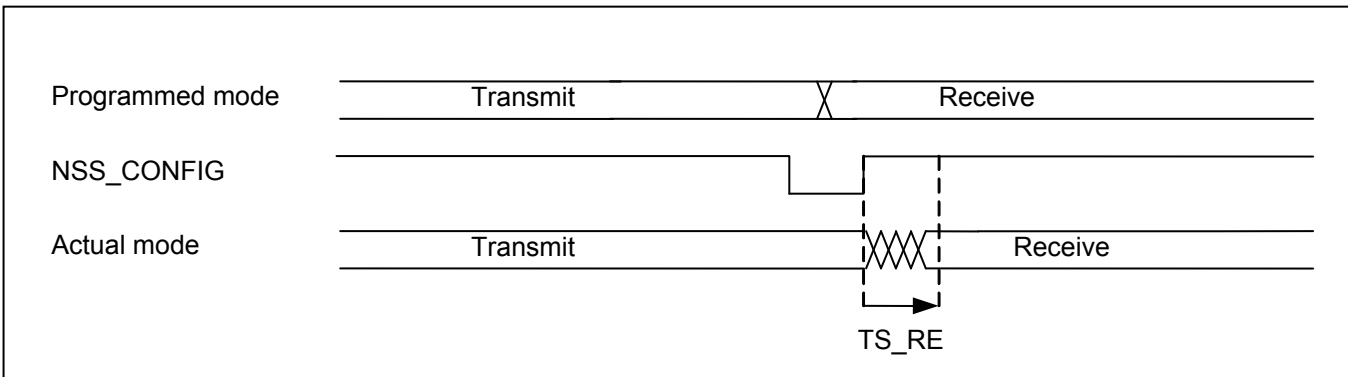 Programmed mode Transmit Receive
NSS_CONFIG
Actual mode Transmit Receive
TS_RE